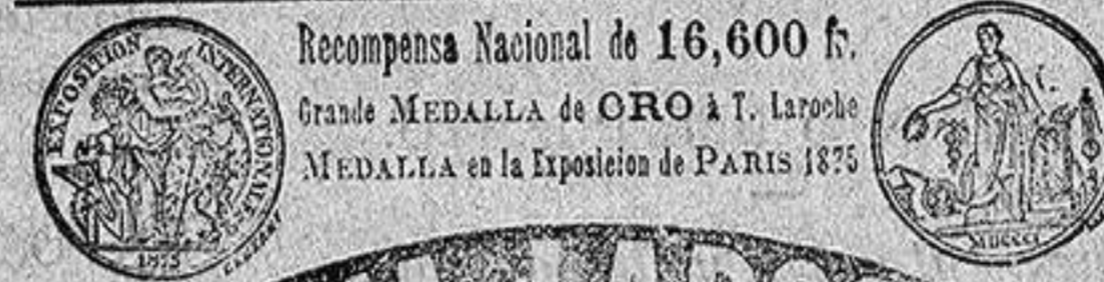 Recompensa Nacional de 16,600 fr.
Grande MEDALLA de ORO à T. Laroche
MEDALLA en la Exposicion de PARIS 1875
EXPOSITION INTERNATIONALE
1875